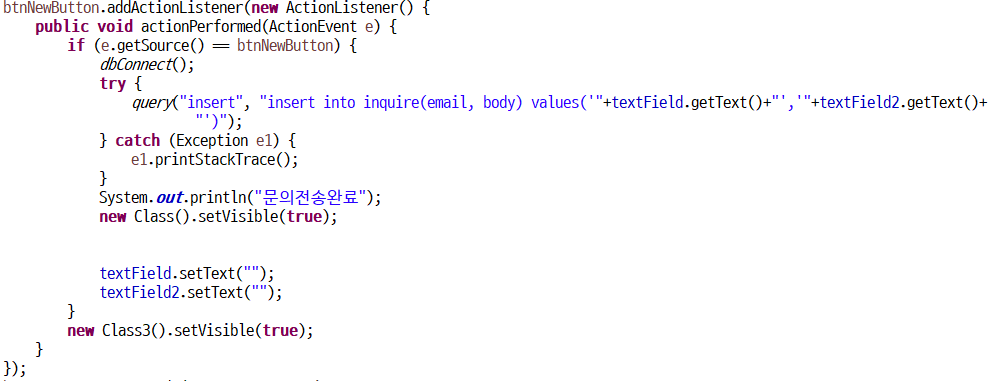 btnNewButton.addActionListener(new ActionListener() {
    public void actionPerformed(ActionEvent e) {
        if (e.getSource() == btnNewButton) {
            dbConnect();
            try {
                query("insert", "insert into inquire(email, body) values('"+textField.getText()+"','"+textField2.getText()+
                        "')");
            } catch (Exception e1) {
                e1.printStackTrace();
            }
            System.out.println("문의전송완료");
            new Class().setVisible(true);
            textField.setText("");
            textField2.setText("");
        }
        new Class3().setVisible(true);
    }
});